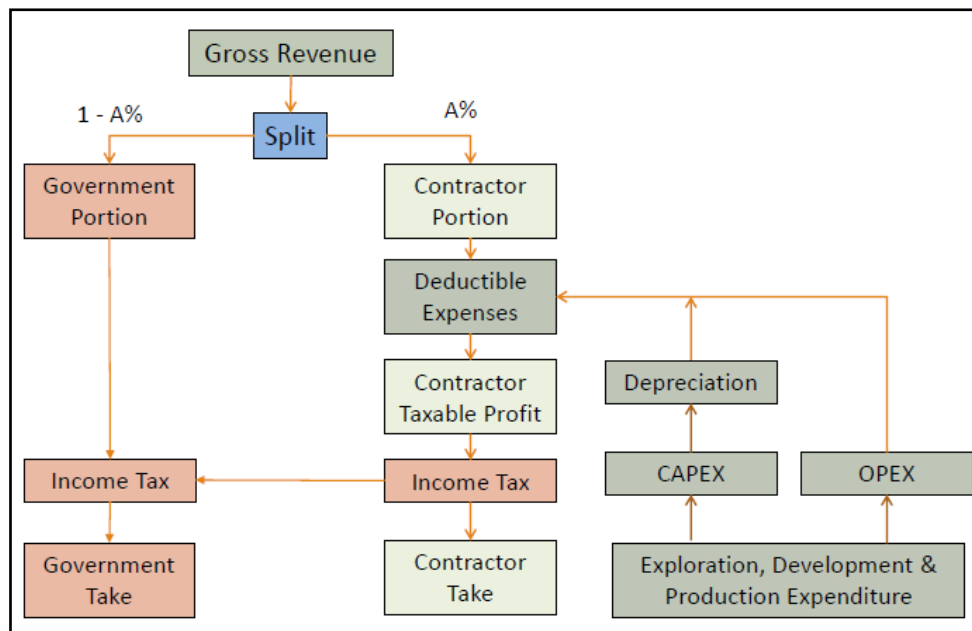 Gross Revenue
1 - A%
A%
Split
Government
Portion
Contractor
Portion
Deductible
Expenses
Contractor
Taxable Profit
Depreciation
Income Tax
Income Tax
CAPEX
OPEX
Government
Take
Contractor
Take
Exploration, Development &
Production Expenditure